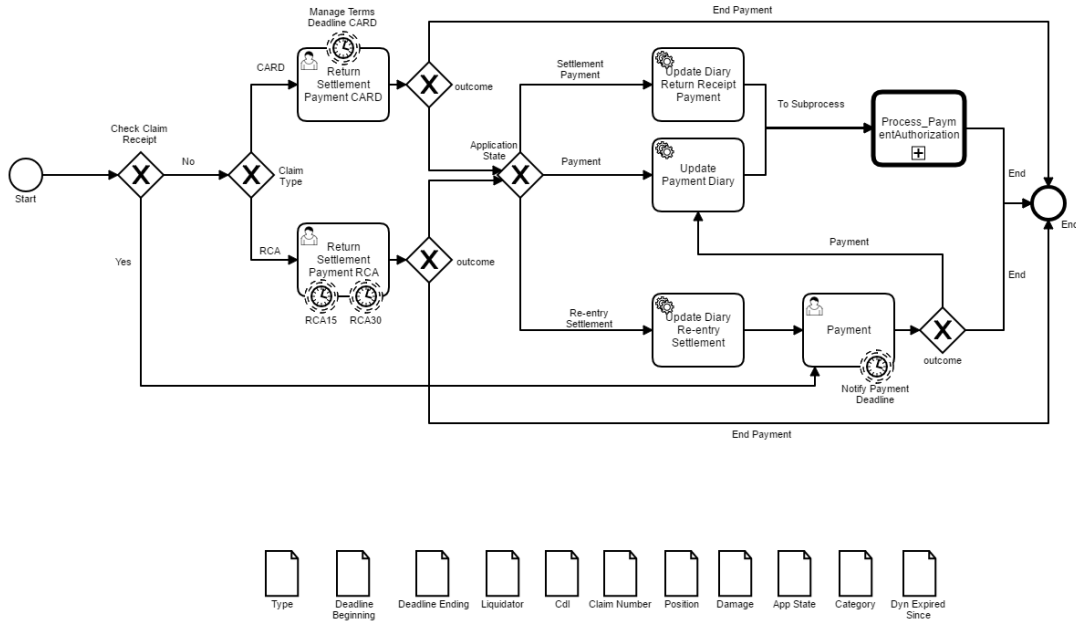 Manage Terms
Deadline CARD
End Payment
CARD
Return
Settlement
Payment CARD
outcome
Settlement
Payment
Update Diary
Return Receipt
Payment
To Subprocess
Process_Paym
entAuthorization
Check Claim
Receipt
No
Claim
Type
Application
State
Payment
Update
Payment Diary
End
Start
End
Yes
RCA
Return
Settlement
Payment RCA
outcome
RCA15
RCA30
Payment
End
Re-entry
Settlement
Update Diary
Re-entry
Settlement
Payment
outcome
Notify Payment
Deadline
End Payment
Type
Deadline
Beginning
Deadline Ending
Liquidator
Cdl
Claim Number
Position
Damage
App State
Category
Dyn Expired
Since